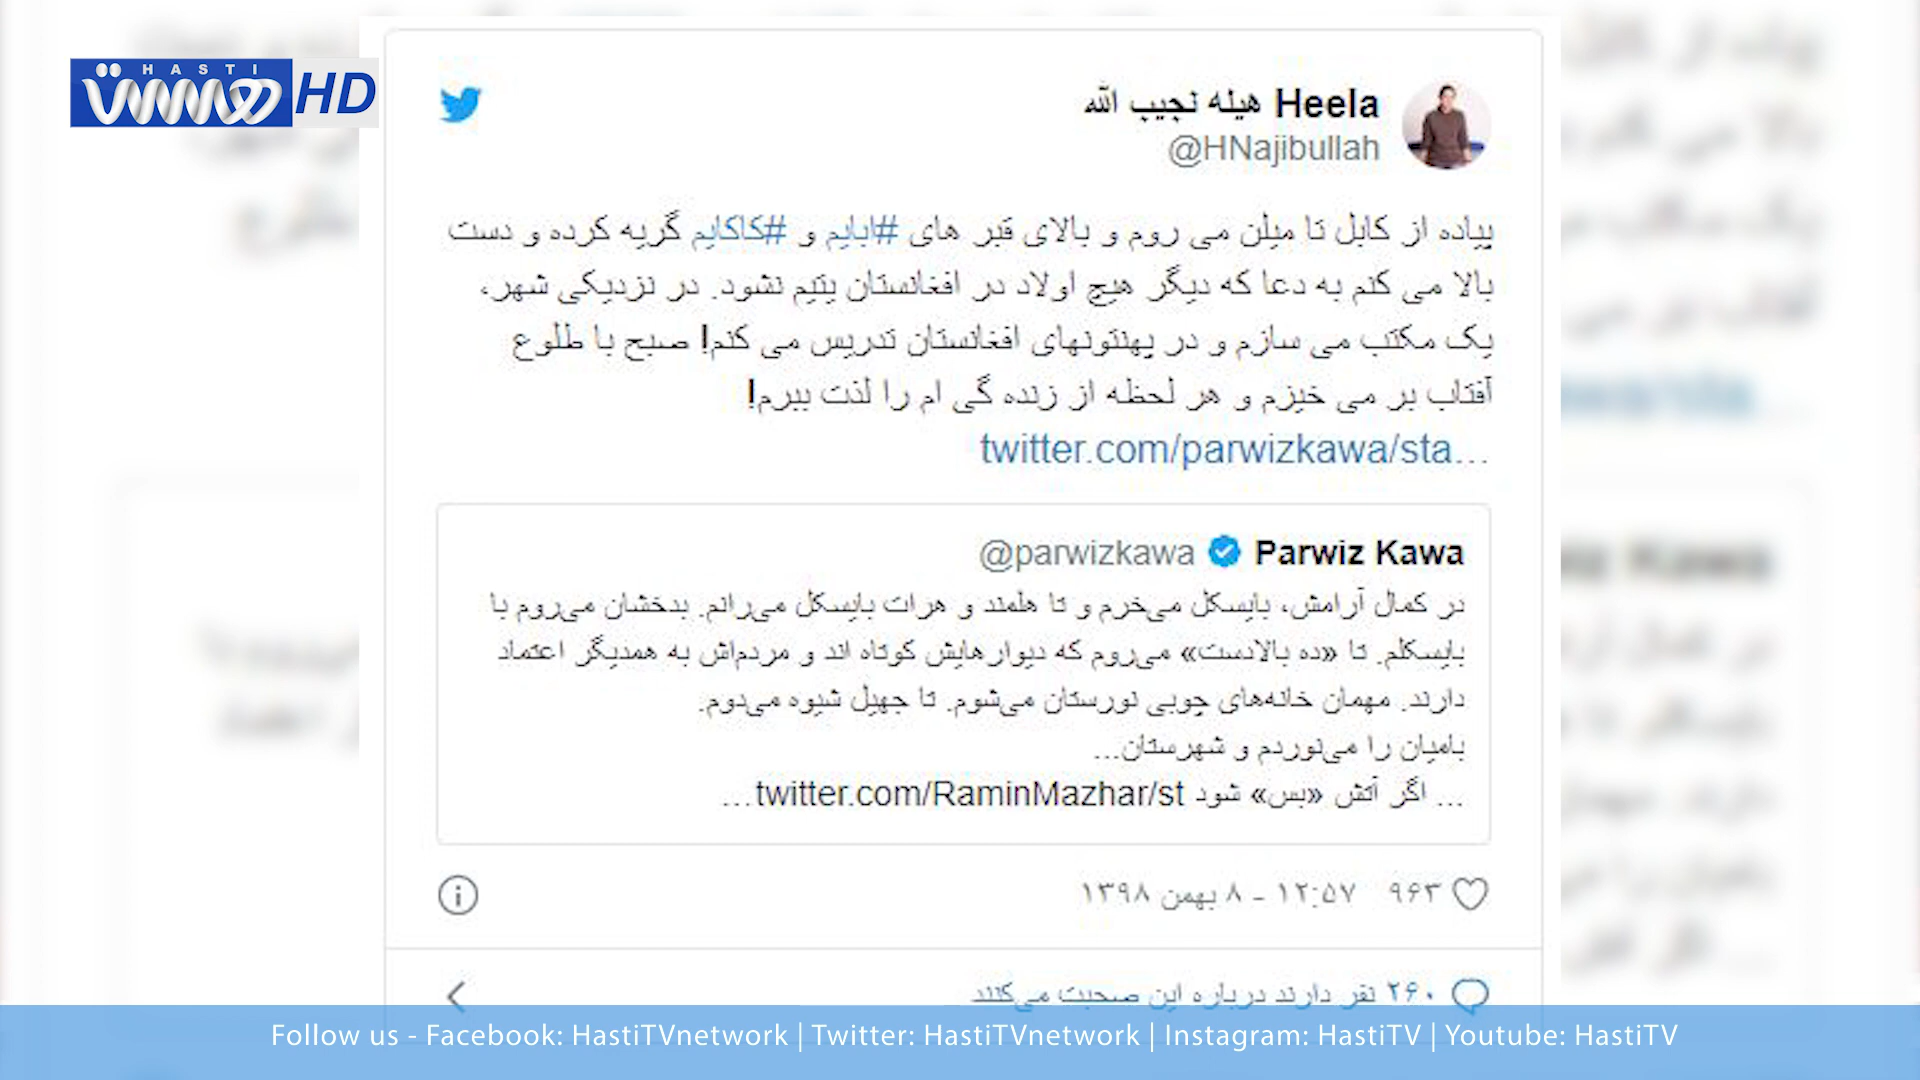 HASTI
هستی HD
Heela هیله نجیب الله
@HNajibullah
پیاده از کابل تا میلن می روم و بالای قبر های #ابایم و #کاکایم گریه کرده و دست
بالا می کنم به دعا که دیگر هیچ اولاد در افغانستان یتیم نشود. در نزدیکی شهر،
یک مکتب می سازم و در پهنتونهای افغانستان تدریس می کنم! صبح با طلوع
آفتاب بر می خیزم و هر لحظه از زنده گی ام را لذت ببرم!
twitter.com/parwizkawa/sta…
Parwiz Kawa @parwizkawa
در کمال آرامش، بایسکل می‌خرم و تا هلمند و هرات بایسکل می‌رانم. بدخشان می‌روم با
بایسکلم. تا «ده بالادست» می‌روم که دیوارهایش کوتاه اند و مردم‌اش به همدیگر اعتماد
دارند. مهمان خانه‌های چوبی نورستان می‌شوم. تا جهیل شیوه می‌دوم.
بامیان را می‌نوردم و شهرستان...
... اگر آتش «بس» شود twitter.com/RaminMazhar/st…
۹۶۳ ۱۲:۵۷ - ۸ بهمن ۱۳۹۸
۲۶۰ نفر دارند درباره این صحبت می‌کنند
Follow us - Facebook: HastiTVnetwork | Twitter: HastiTVnetwork | Instagram: HastiTV | Youtube: HastiTV